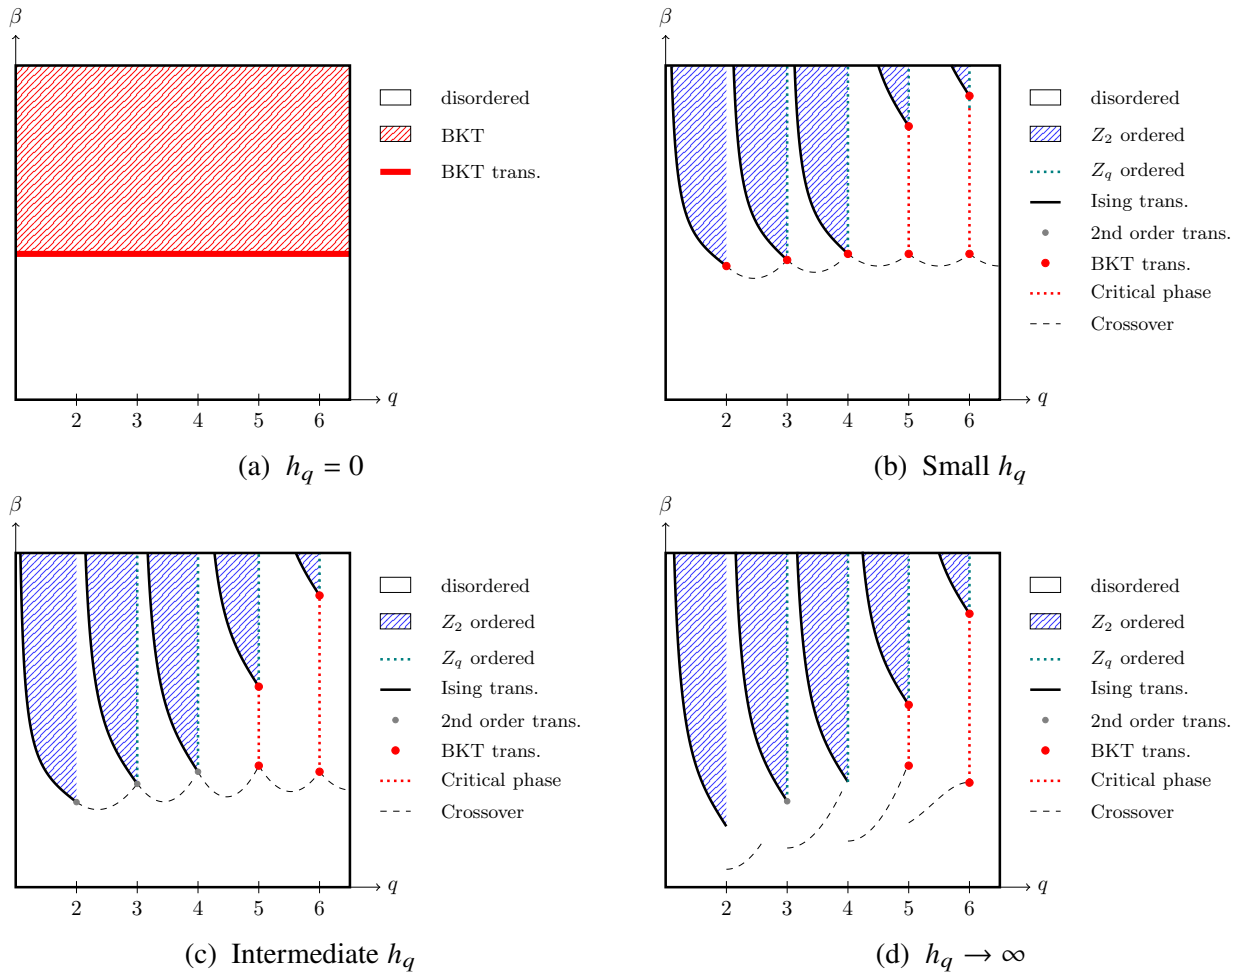 β
disordered
BKT
BKT trans.
2 3 4 5 6 q
(a) h_q = 0
β
disordered
Z_2 ordered
Z_q ordered
Ising trans.
2nd order trans.
BKT trans.
Critical phase
Crossover
2 3 4 5 6 q
(b) Small h_q
β
disordered
Z_2 ordered
Z_q ordered
Ising trans.
2nd order trans.
BKT trans.
Critical phase
Crossover
2 3 4 5 6 q
(c) Intermediate h_q
β
disordered
Z_2 ordered
Z_q ordered
Ising trans.
2nd order trans.
BKT trans.
Critical phase
Crossover
2 3 4 5 6 q
(d) h_q → ∞